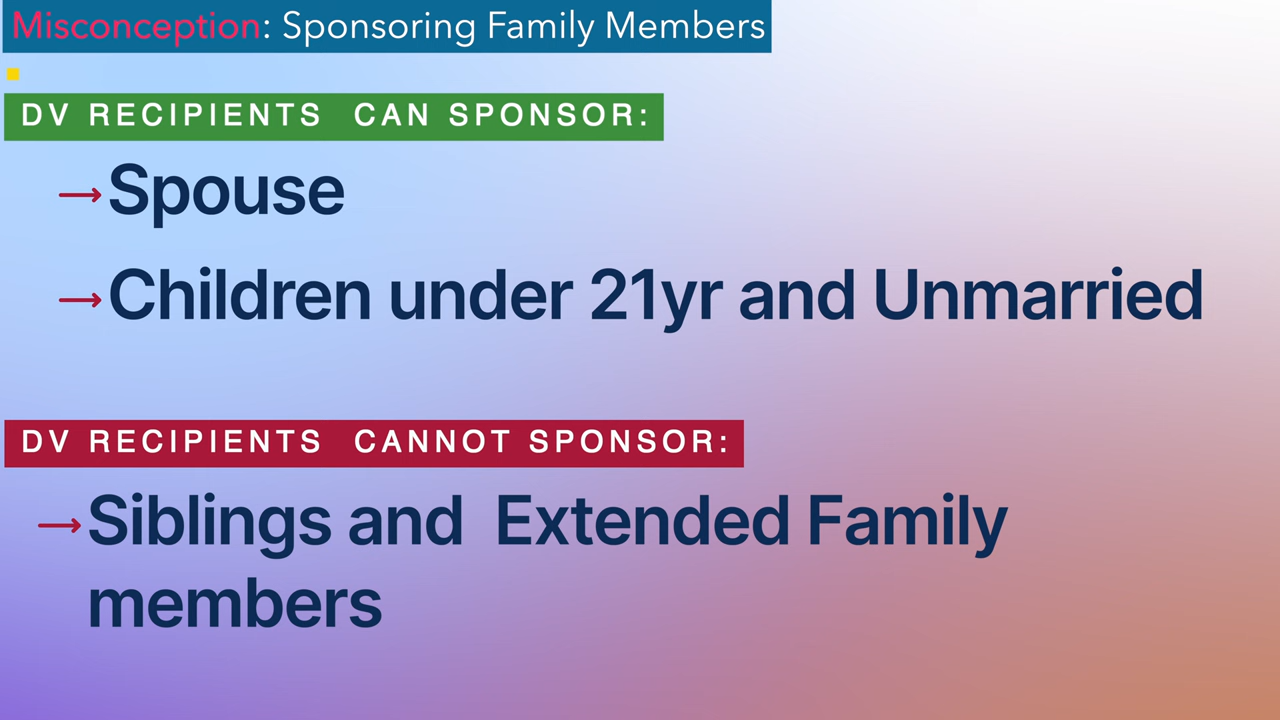 Misconception: Sponsoring Family Members
DV RECIPIENTS CAN SPONSOR:
→Spouse
→Children under 21yr and Unmarried
DV RECIPIENTS CANNOT SPONSOR:
→Siblings and Extended Family
members